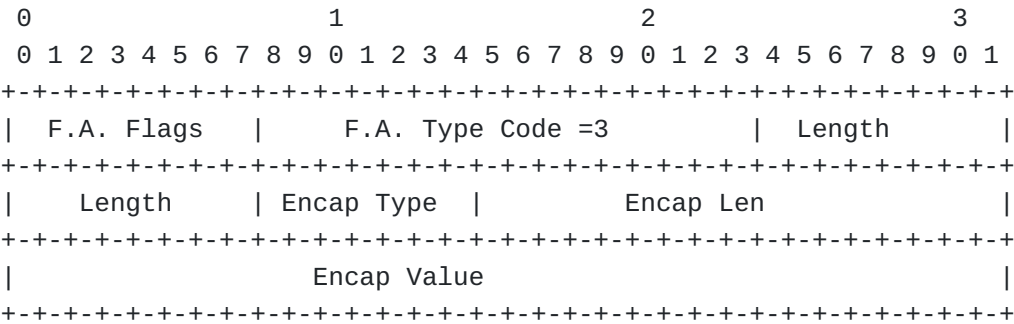 0                   1                   2                   3
 0 1 2 3 4 5 6 7 8 9 0 1 2 3 4 5 6 7 8 9 0 1 2 3 4 5 6 7 8 9 0 1
+-+-+-+-+-+-+-+-+-+-+-+-+-+-+-+-+-+-+-+-+-+-+-+-+-+-+-+-+-+-+-+-+
|  F.A. Flags   |     F.A. Type Code =3         |  Length       |
+-+-+-+-+-+-+-+-+-+-+-+-+-+-+-+-+-+-+-+-+-+-+-+-+-+-+-+-+-+-+-+-+
|    Length     | Encap Type  |         Encap Len               |
+-+-+-+-+-+-+-+-+-+-+-+-+-+-+-+-+-+-+-+-+-+-+-+-+-+-+-+-+-+-+-+-+
|                   Encap Value                                 |
+-+-+-+-+-+-+-+-+-+-+-+-+-+-+-+-+-+-+-+-+-+-+-+-+-+-+-+-+-+-+-+-+